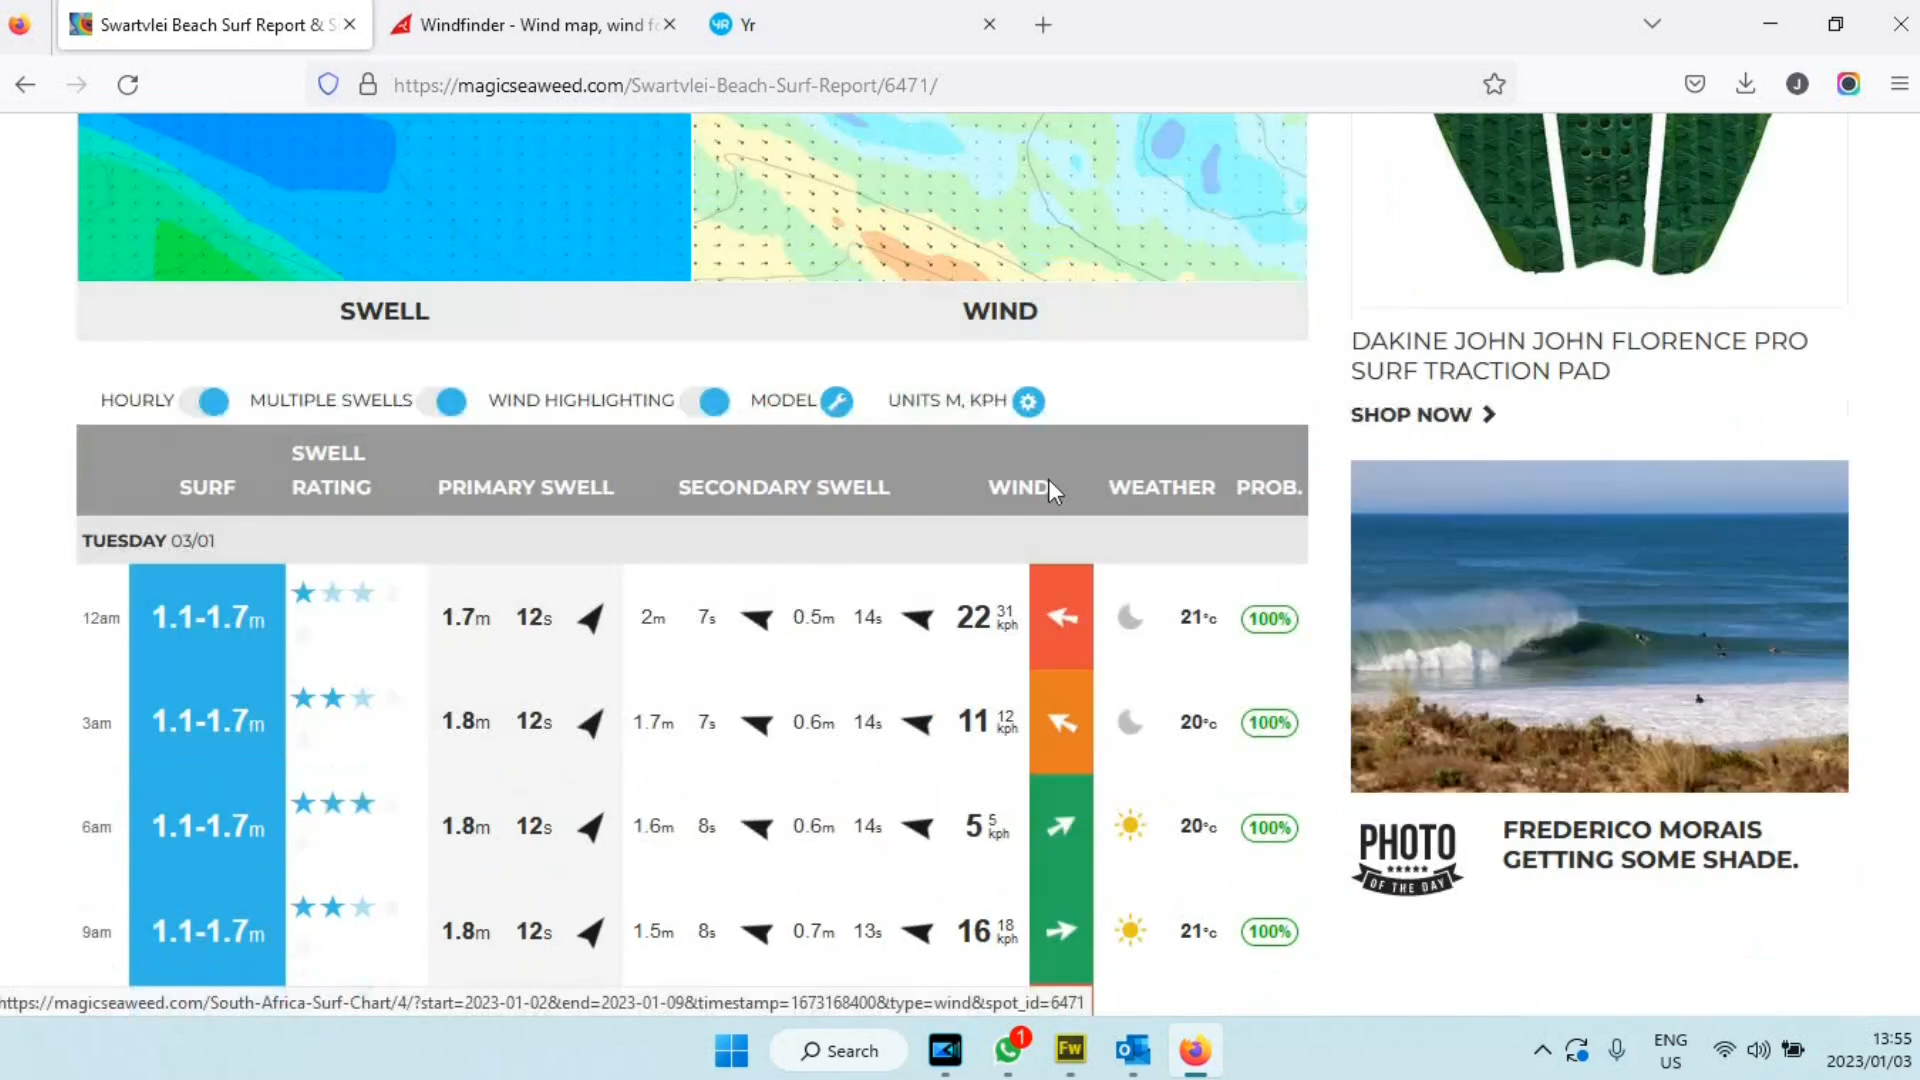 Swartvlei Beach Surf Report & S
Windfinder - Wind map, wind fo
YR Yr
https://magicseaweed.com/Swartvlei-Beach-Surf-Report/6471/
J
SWELL WIND
HOURLY MULTIPLE SWELLS WIND HIGHLIGHTING MODEL UNITS M, KPH
SURF SWELL RATING PRIMARY SWELL SECONDARY SWELL WIND WEATHER PROB.
TUESDAY 03/01
12am 1.1-1.7m 1.7m 12s 2m 7s 0.5m 14s 22 31 kph 21°c 100%
3am 1.1-1.7m 1.8m 12s 1.7m 7s 0.6m 14s 11 12 kph 20°c 100%
6am 1.1-1.7m 1.8m 12s 1.6m 8s 0.6m 14s 5 5 kph 20°c 100%
9am 1.1-1.7m 1.8m 12s 1.5m 8s 0.7m 13s 16 18 kph 21°c 100%
DAKINE JOHN JOHN FLORENCE PRO
SURF TRACTION PAD
SHOP NOW
PHOTO
OF THE DAY
FREDERICO MORAIS
GETTING SOME SHADE.
https://magicseaweed.com/South-Africa-Surf-Chart/4/?start=2023-01-02&end=2023-01-09&timestamp=1673168400&type=wind&spot_id=6471
Search
1
Fw
ENG
US
13:55
2023/01/03